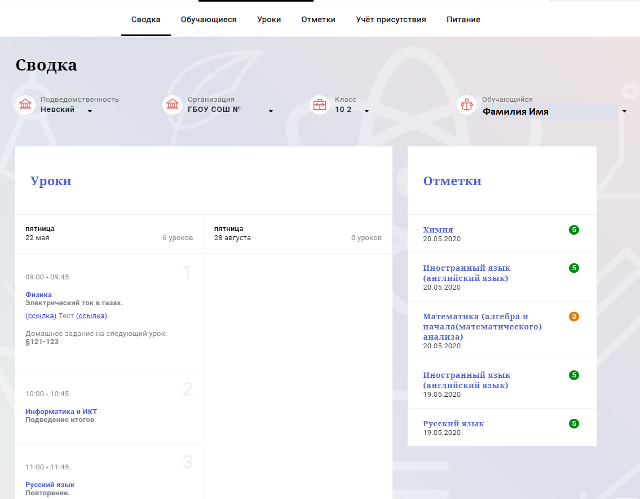 Сводка
Обучающиеся
Уроки
Отметки
Учёт присутствия
Питание
Сводка
Подведомственность
Невский
Организация
ГБОУ СОШ №
Класс
10 2
Обучающийся
Фамилия Имя
Уроки
пятница
22 мая
6 уроков
пятница
28 августа
0 уроков
1
09:00 - 09:45
Физика
Электрический ток в газах.
(ссылка) Тест (ссылка)
Домашнее задание на следующий урок:
§121-123
2
10:00 - 10:45
Информатика и ИКТ
Подведение итогов
3
11:00 - 11:45
Русский язык
Повторение.
Отметки
Химия
5
20.05.2020
Иностранный язык
(английский язык)
5
20.05.2020
Математика (алгебра и
начала(математического)
анализа)
3
20.05.2020
Иностранный язык
(английский язык)
5
19.05.2020
Русский язык
5
19.05.2020